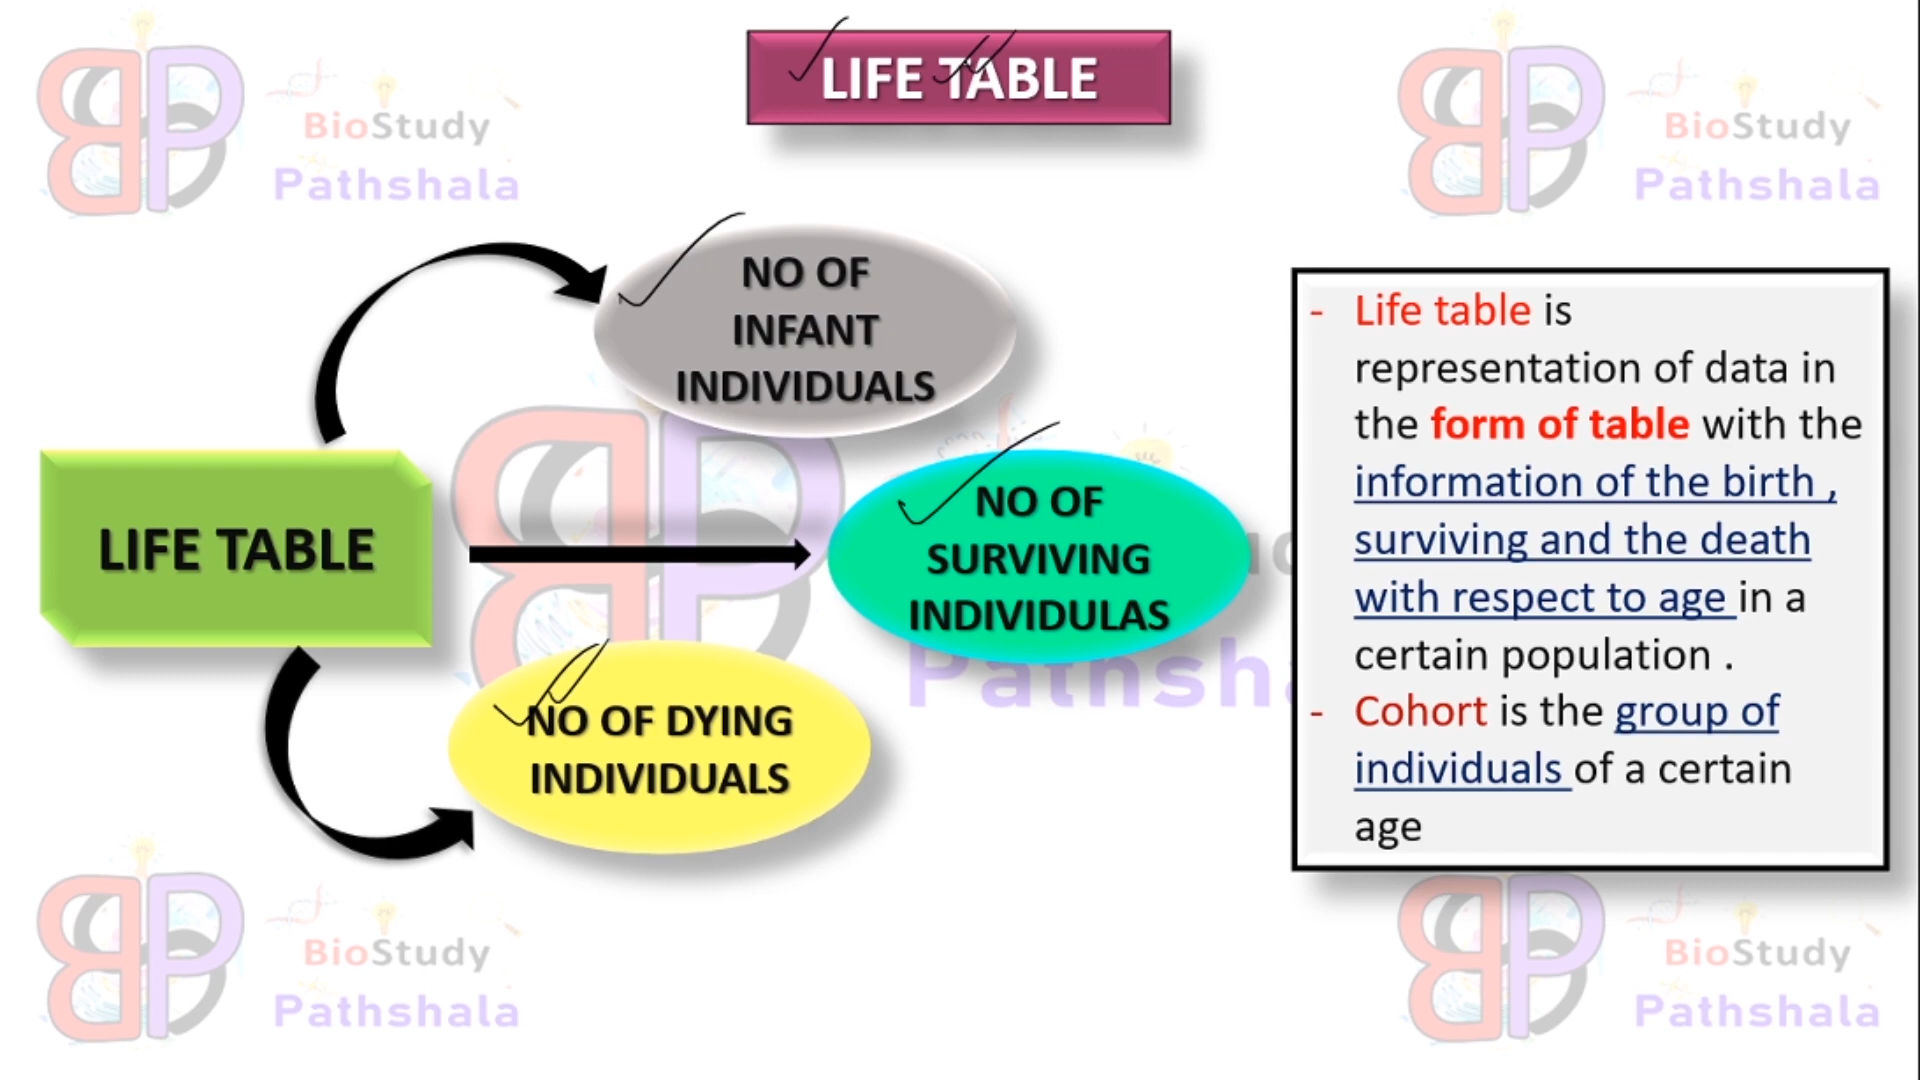 LIFE TABLE
BioStudy
Pathshala
BioStudy
Pathshala
NO OF
INFANT
INDIVIDUALS
LIFE TABLE
NO OF
SURVIVING
INDIVIDULAS
NO OF DYING
INDIVIDUALS
- Life table is
representation of data in
the form of table with the
information of the birth ,
surviving and the death
with respect to age in a
certain population .
- Cohort is the group of
individuals of a certain
age
BioStudy
Pathshala
BioStudy
Pathshala